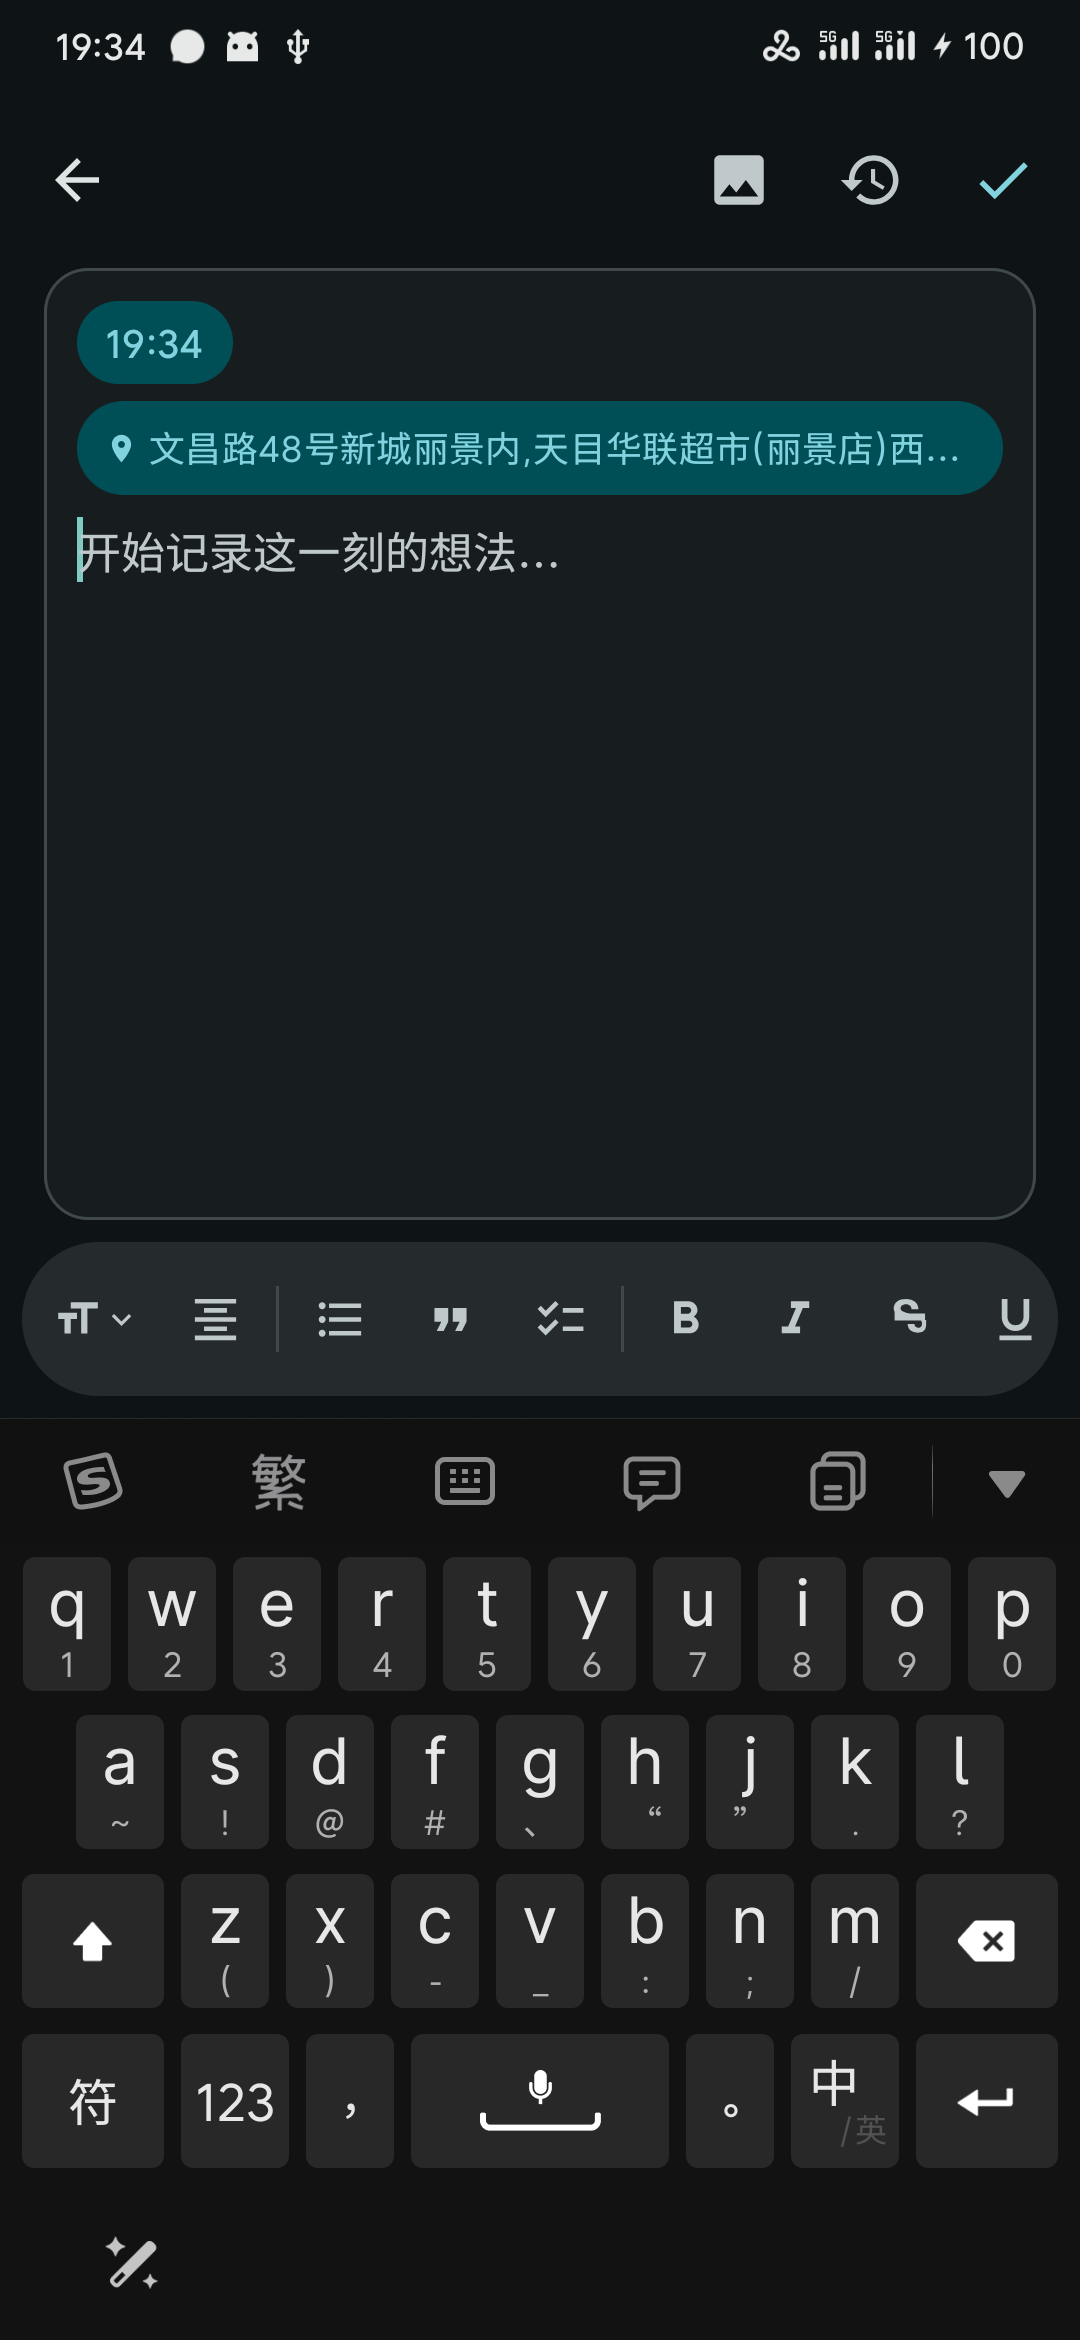 19:34
5G 5G 100
19:34
文昌路48号新城丽景内,天目华联超市(丽景店)西...
开始记录这一刻的想法...
B I S U
繁
q w e r t y u i o p
1 2 3 4 5 6 7 8 9 0
a s d f g h j k l
~ ! @ # 、 “ ” . ?
z x c v b n m
( ) - _ : ; /
符 123 , 。 中/英